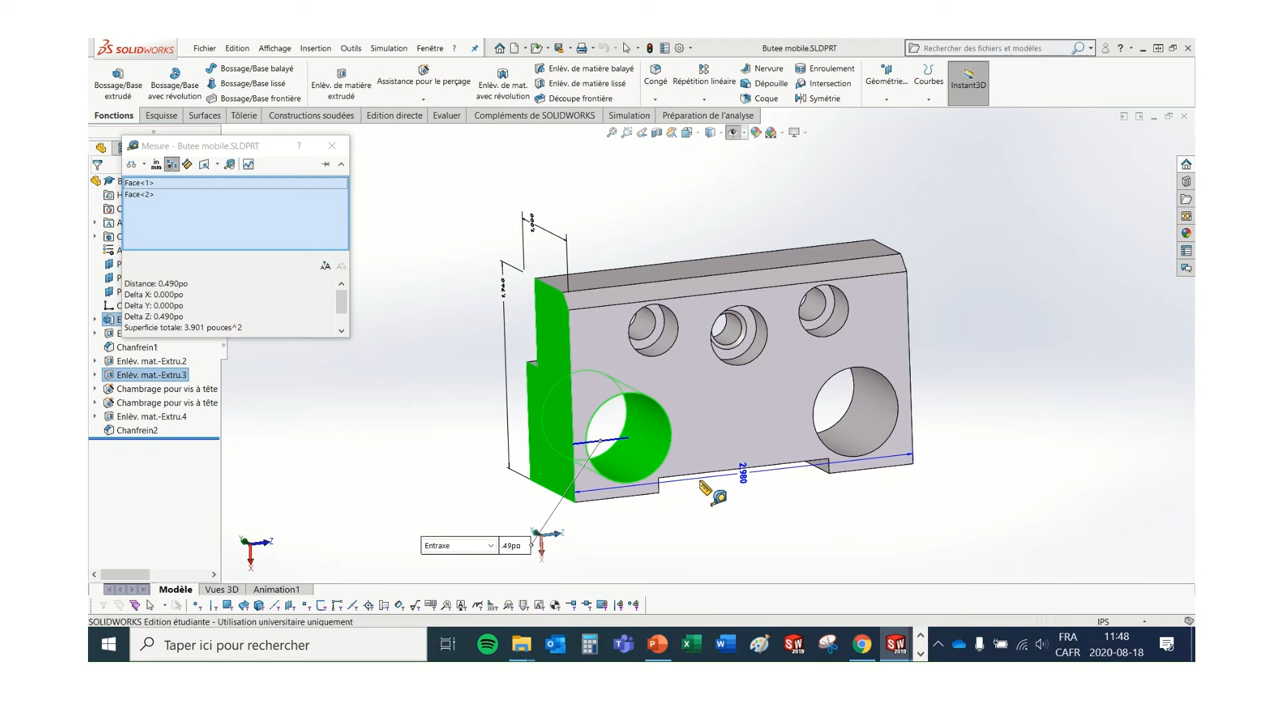 SOLIDWORKS Fichier Edition Affichage Insertion Outils Simulation Fenêtre Butee mobile.SLDPRT Rechercher des fichiers et modèles
Bossage/Base extrudé
Bossage/Base avec révolution
Bossage/Base balayé
Bossage/Base lissé
Bossage/Base frontière
Enlèv. de matière extrudé
Assistance pour le perçage
Enlèv. de mat. avec révolution
Enlèv. de matière balayé
Enlèv. de matière lissé
Découpe frontière
Congé
Répétition linéaire
Nervure
Dépouille
Coque
Enroulement
Intersection
Symétrie
Géométrie...
Courbes
Instant3D
Fonctions Esquisse Surfaces Tôlerie Constructions soudées Edition directe Evaluer Compléments de SOLIDWORKS Simulation Préparation de l'analyse
Mesure - Butee mobile.SLDPRT
Face<1>
Face<2>
Distance: 0.490po
Delta X: 0.000po
Delta Y: 0.000po
Delta Z: 0.490po
Superficie totale: 3.901 pouces^2
Chanfrein1
Enlèv. mat.-Extru.2
Enlèv. mat.-Extru.3
Chambrage pour vis à tête
Chambrage pour vis à tête
Enlèv. mat.-Extru.4
Chanfrein2
Entraxe .49po
Modèle Vues 3D Animation1
SOLIDWORKS Edition étudiante - Utilisation universitaire uniquement IPS
Taper ici pour rechercher
FRA
CAFR
11:48
2020-08-18